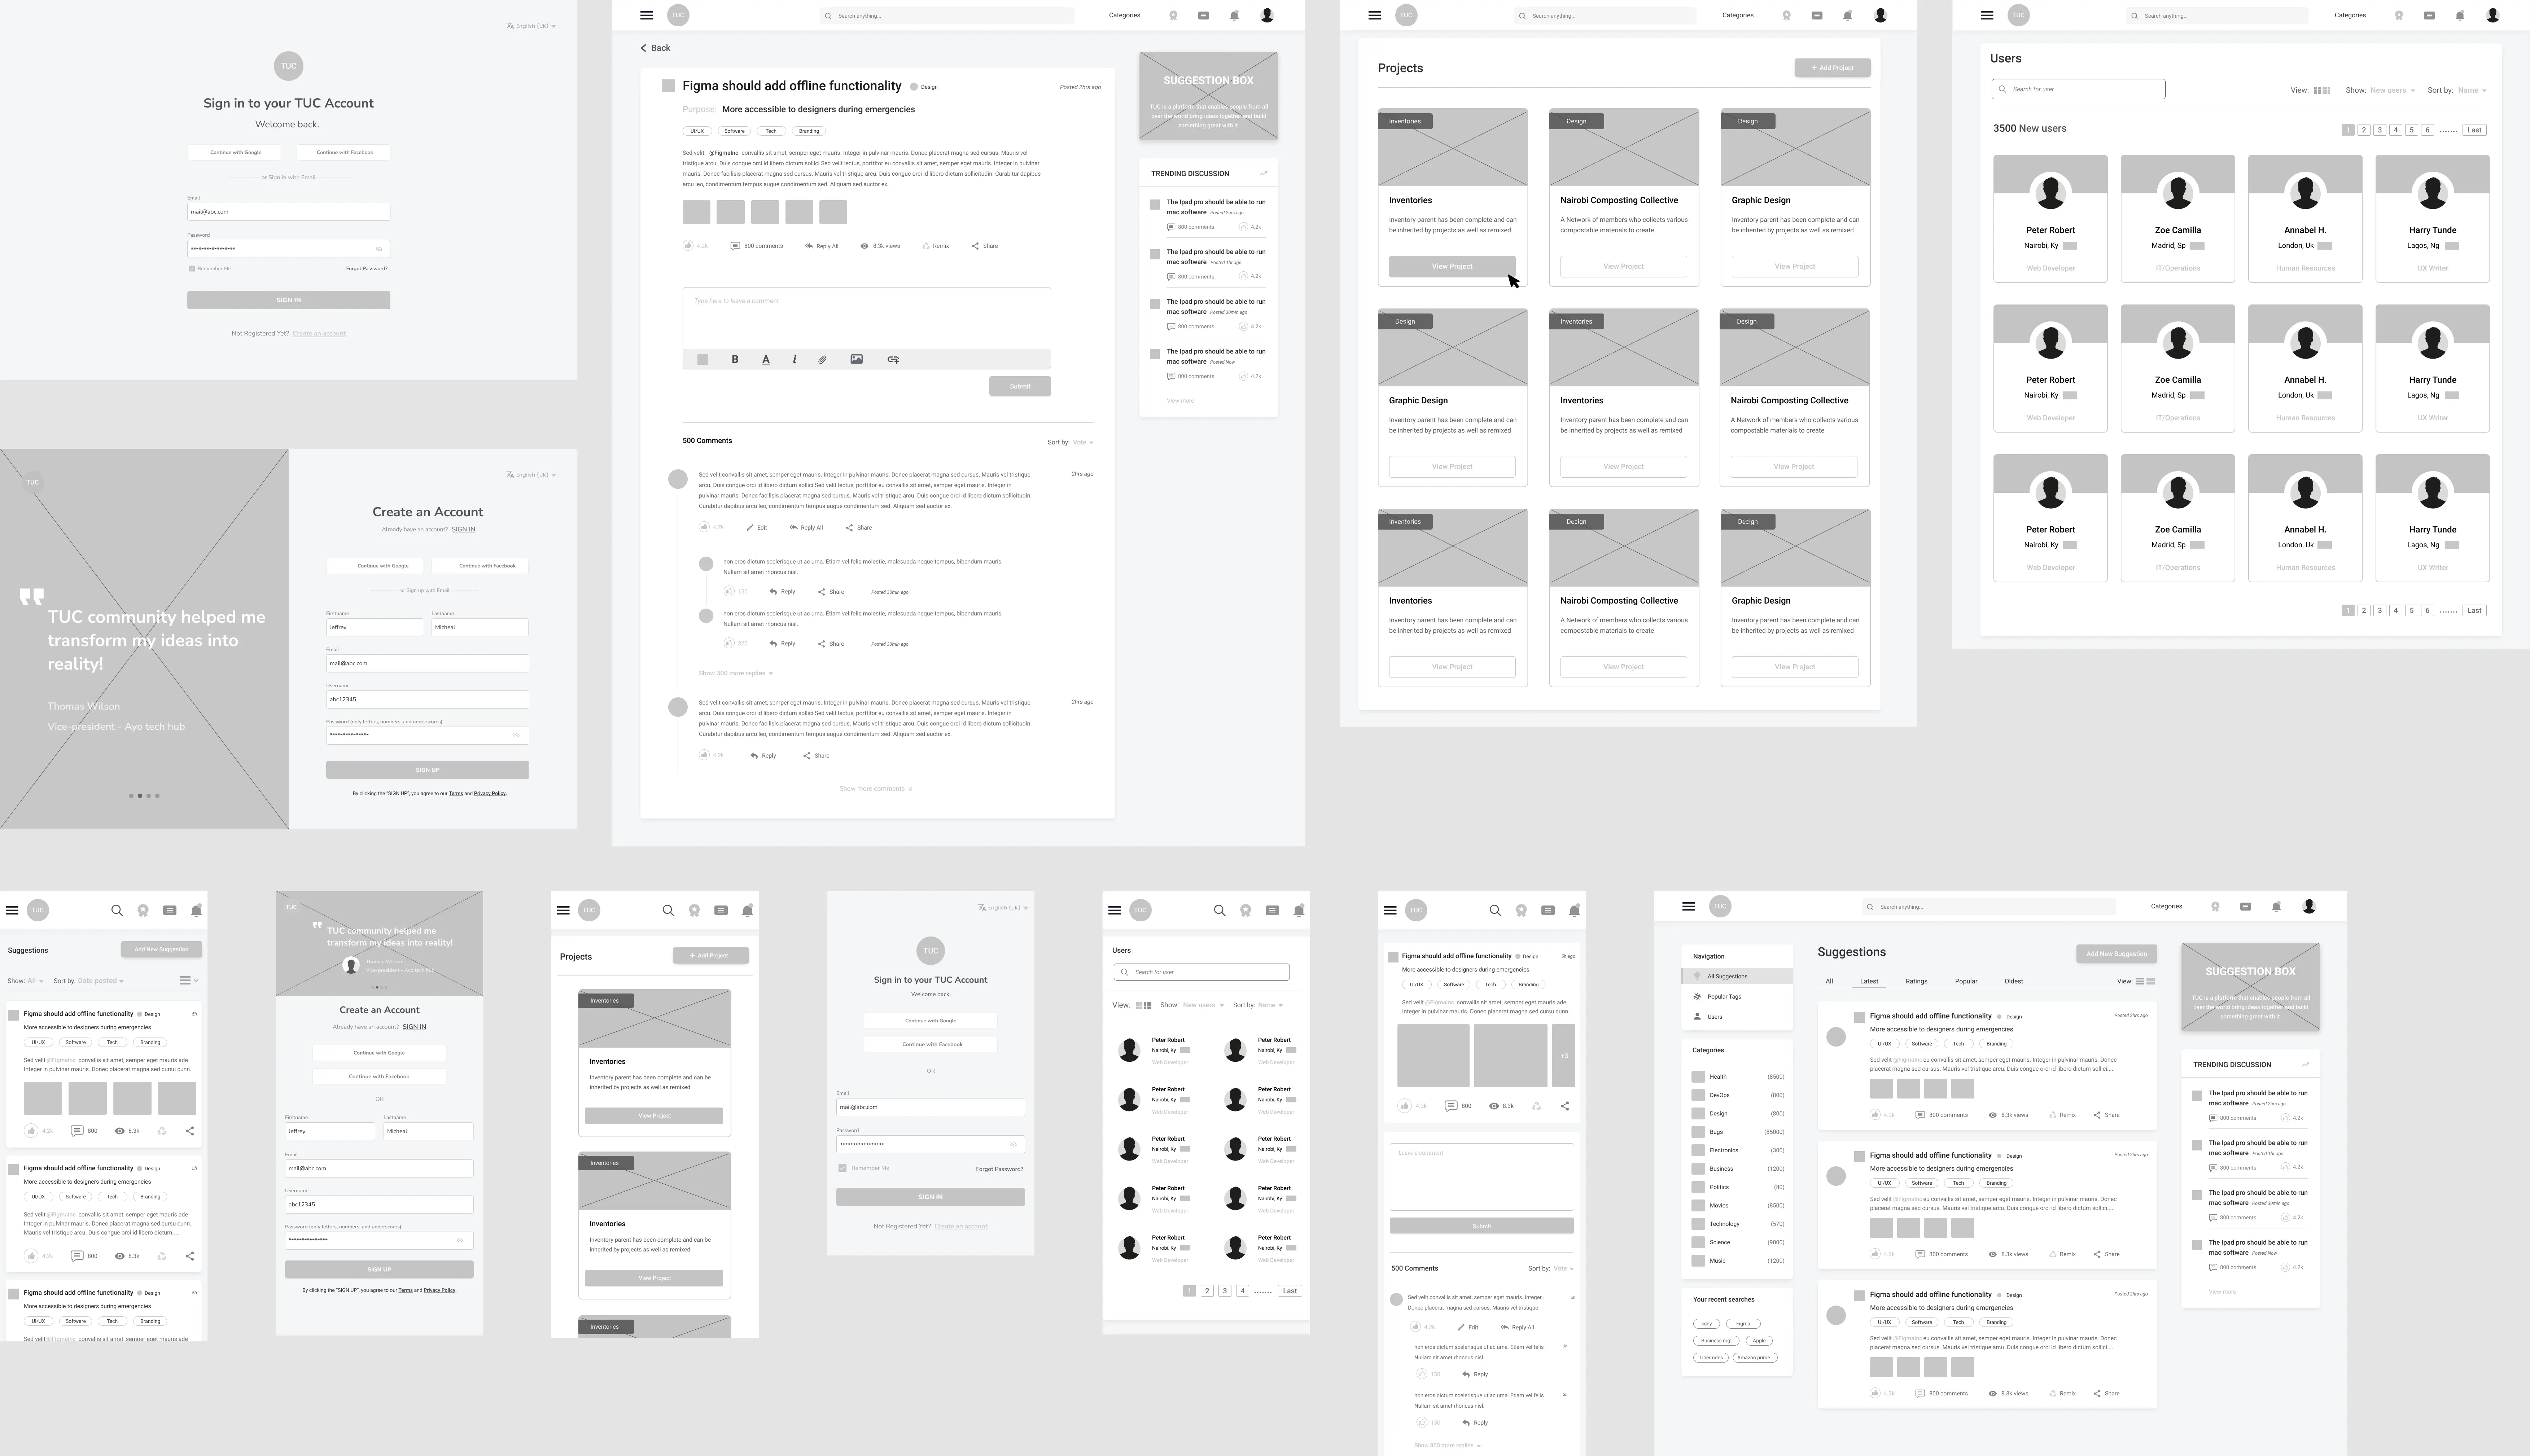 English (UK)
TUC
Sign in to your TUC Account
Welcome back.
Continue with Google
Continue with Facebook
or Sign in with Email
Email
mail@abc.com
Password
*****************
Remember Me
Forgot Password?
SIGN IN
Not Registered Yet? Create an account
TUC
"
TUC community helped me
transform my ideas into
reality!
Thomas Wilson
Vice-president - Ayo tech hub
English (UK)
Create an Account
Already have an account? SIGN IN
Continue with Google
Continue with Facebook
or Sign up with Email
Firstname
Lastname
Jeffrey
Micheal
Email
mail@abc.com
Username
abc12345
Password (only letters, numbers, and underscores)
***************
SIGN UP
By clicking the "SIGN UP", you agree to our Terms and Privacy Policy.
TUC
Search anything...
Categories
Back
Figma should add offline functionality
Design
Posted 2hrs ago
Purpose: More accessible to designers during emergencies
UI/UX
Software
Tech
Branding
Sed velit @FigmaInc convallis sit amet, semper eget mauris. Integer in pulvinar mauris. Donec placerat magna sed cursus. Mauris vel
tristique arcu. Duis congue orci id libero dictum sollici Sed velit lectus, porttitor eu convallis sit amet, semper eget mauris. Integer in pulvinar
mauris. Donec facilisis placerat magna sed cursus. Mauris vel tristique arcu. Duis congue orci id libero dictum sollicitudin. Curabitur dapibus
arcu leo, condimentum tempus augue condimentum sed. Aliquam sed auctor ex.
4.2k
800 comments
Reply All
8.3k views
Remix
Share
Type here to leave a comment
B
A
i
Submit
500 Comments
Sort by: Vote
Sed velit convallis sit amet, semper eget mauris. Integer in pulvinar mauris. Donec placerat magna sed cursus. Mauris vel tristique
arcu. Duis congue orci id libero dictum sollici Sed velit lectus, porttitor eu convallis sit amet, semper eget mauris. Integer in
pulvinar mauris. Donec facilisis placerat magna sed cursus. Mauris vel tristique arcu. Duis congue orci id libero dictum sollicitudin.
Curabitur dapibus arcu leo, condimentum tempus augue condimentum sed. Aliquam sed auctor ex.
2hrs ago
4.2k
Edit
Reply All
Share
non eros dictum scelerisque ut ac urna. Etiam vel felis molestie, malesuada neque tempus, bibendum mauris.
Nullam sit amet rhoncus nisl.
150
Reply
Share
Posted 30min ago
non eros dictum scelerisque ut ac urna. Etiam vel felis molestie, malesuada neque tempus, bibendum mauris.
Nullam sit amet rhoncus nisl.
320
Reply
Share
Posted 30min ago
Show 300 more replies
Sed velit convallis sit amet, semper eget mauris. Integer in pulvinar mauris. Donec placerat magna sed cursus. Mauris vel tristique
arcu. Duis congue orci id libero dictum sollici Sed velit lectus, porttitor eu convallis sit amet, semper eget mauris. Integer in
pulvinar mauris. Donec facilisis placerat magna sed cursus. Mauris vel tristique arcu. Duis congue orci id libero dictum sollicitudin.
Curabitur dapibus arcu leo, condimentum tempus augue condimentum sed. Aliquam sed auctor ex.
2hrs ago
4.2k
Reply
Share
Show more comments
SUGGESTION BOX
TUC is a platform that enables people from all
over the world bring ideas together and build
something great with it.
TRENDING DISCUSSION
The Ipad pro should be able to run
mac software Posted 2hrs ago
800 comments
4.2k
The Ipad pro should be able to run
mac software Posted 1hr ago
800 comments
4.2k
The Ipad pro should be able to run
mac software Posted 30min ago
800 comments
4.2k
The Ipad pro should be able to run
mac software Posted Now
800 comments
4.2k
View more
TUC
Search anything...
Categories
Projects
+ Add Project
Inventories
Design
Design
Inventories
Nairobi Composting Collective
Graphic Design
Inventory parent has been complete and can
be inherited by projects as well as remixed
A Network of members who collects various
compostable materials to create
Inventory parent has been complete and can
be inherited by projects as well as remixed
View Project
View Project
View Project
Design
Inventories
Design
Graphic Design
Inventories
Nairobi Composting Collective
Inventory parent has been complete and can
be inherited by projects as well as remixed
Inventory parent has been complete and can
be inherited by projects as well as remixed
A Network of members who collects various
compostable materials to create
View Project
View Project
View Project
Inventories
Design
Design
Inventories
Nairobi Composting Collective
Graphic Design
Inventory parent has been complete and can
be inherited by projects as well as remixed
A Network of members who collects various
compostable materials to create
Inventory parent has been complete and can
be inherited by projects as well as remixed
View Project
View Project
View Project
TUC
Search anything...
Categories
Users
Search for user
View:
Show: New users
Sort by: Name
3500 New users
1 2 3 4 5 6 ....... Last
Peter Robert
Nairobi, Ky
Web Developer
Zoe Camilla
Madrid, Sp
IT/Operations
Annabel H.
London, Uk
Human Resources
Harry Tunde
Lagos, Ng
UX Writer
Peter Robert
Nairobi, Ky
Web Developer
Zoe Camilla
Madrid, Sp
IT/Operations
Annabel H.
London, Uk
Human Resources
Harry Tunde
Lagos, Ng
UX Writer
Peter Robert
Nairobi, Ky
Web Developer
Zoe Camilla
Madrid, Sp
IT/Operations
Annabel H.
London, Uk
Human Resources
Harry Tunde
Lagos, Ng
UX Writer
1 2 3 4 5 6 ....... Last
TUC
Suggestions
Add New Suggestion
Show: All
Sort by: Date posted
Figma should add offline functionality
Design
More accessible to designers during emergencies
UI/UX
Software
Tech
Branding
Sed velit @FigmaInc convallis sit amet, semper mauris ade
Integer in pulvinar mauris. Donec placerat magna sed cursu cunn.
4.2k
800
8.3k
Figma should add offline functionality
Design
More accessible to designers during emergencies
UI/UX
Software
Tech
Branding
Sed velit @FigmaInc convallis sit amet, semper mauris ade
Integer in pulvinar mauris. Donec placerat magna sed cursu cunn.
Mauris vel tristique arcu. Duis congue orci id libero dictum.....
4.2k
800
8.3k
Figma should add offline functionality
Design
More accessible to designers during emergencies
UI/UX
Software
Tech
Branding
Sed velit @FigmaInc convallis sit amet, semper mauris ade
TUC
"
TUC community helped me
transform my ideas into reality!
Thomas Wilson
Vice president - Ayo tech hub
Create an Account
Already have an account? SIGN IN
Continue with Google
Continue with Facebook
OR
Firstname
Lastname
Jeffrey
Micheal
Email
mail@abc.com
Username
abc12345
Password (only letters, numbers, and underscores)
***************
SIGN UP
By clicking the "SIGN UP", you agree to our Terms and Privacy Policy.
TUC
Projects
+ Add Project
Inventories
Inventories
Inventory parent has been complete and can be
inherited by projects as well as remixed
View Project
Inventories
Inventories
Inventory parent has been complete and can be
inherited by projects as well as remixed
View Project
Inventories
English (UK)
TUC
Sign in to your TUC Account
Welcome back.
Continue with Google
Continue with Facebook
OR
Email
mail@abc.com
Password
*****************
Remember Me
Forgot Password?
SIGN IN
Not Registered Yet? Create an account
TUC
Users
Search for user
View:
Show: New users
Sort by: Name
Peter Robert
Nairobi, Ky
Web Developer
Peter Robert
Nairobi, Ky
Web Developer
Peter Robert
Nairobi, Ky
Web Developer
Peter Robert
Nairobi, Ky
Web Developer
Peter Robert
Nairobi, Ky
Web Developer
Peter Robert
Nairobi, Ky
Web Developer
Peter Robert
Nairobi, Ky
Web Developer
Peter Robert
Nairobi, Ky
Web Developer
Peter Robert
Nairobi, Ky
Web Developer
Peter Robert
Nairobi, Ky
Web Developer
1 2 3 4 ....... Last
TUC
Figma should add offline functionality
Design
More accessible to designers during emergencies
UI/UX
Software
Tech
Branding
Sed velit @FigmaInc convallis sit amet, semper eget mauris um.
Integer in pulvinar mauris. Donec placerat magna sed cursus.
+3
4.2k
800
8.3k
Leave a comment
Submit
500 Comments
Sort by: Vote
Sed velit convallis sit amet, semper eget mauris. Integer .
Donec placerat magna sed cursus. Mauris vel tristique
4.2k
Edit
Reply All
non eros dictum scelerisque ut ac urna. Etiam vel felis
Nullam sit amet rhoncus nisl.
150
Reply
non eros dictum scelerisque ut ac urna. Etiam vel felis
Nullam sit amet rhoncus nisl.
150
Reply
Show 300 more replies
TUC
Search anything...
Categories
Navigation
All Suggestions
Popular Tags
Users
Categories
Health (8500)
DevOps (800)
Design (800)
Bugs (85000)
Electronics (300)
Business (1200)
Politics (80)
Movies (8500)
Technology (570)
Science (9000)
Music (1200)
Your recent searches
sony
Figma
Business mgt
Apple
Uber rides
Amazon prime
Suggestions
Add New Suggestion
All
Latest
Ratings
Popular
Oldest
View:
Figma should add offline functionality
Design
Posted 2hrs ago
More accessible to designers during emergencies
UI/UX
Software
Tech
Branding
Sed velit @FigmaInc eu convallis sit amet, semper eget mauris. Integer in pulvinar mauris. Donec
placerat magna sed cursus. Mauris vel tristique arcu. Duis congue orci id libero dictum sollici.....
4.2k
800 comments
8.3k views
Remix
Share
Figma should add offline functionality
Design
Posted 2hrs ago
More accessible to designers during emergencies
UI/UX
Software
Tech
Branding
Sed velit @FigmaInc eu convallis sit amet, semper eget mauris. Integer in pulvinar mauris. Donec
placerat magna sed cursus. Mauris vel tristique arcu. Duis congue orci id libero dictum sollici.....
4.2k
800 comments
8.3k views
Remix
Share
Figma should add offline functionality
Design
Posted 2hrs ago
More accessible to designers during emergencies
UI/UX
Software
Tech
Branding
Sed velit @FigmaInc eu convallis sit amet, semper eget mauris. Integer in pulvinar mauris. Donec
placerat magna sed cursus. Mauris vel tristique arcu. Duis congue orci id libero dictum sollici.....
4.2k
800 comments
8.3k views
Remix
Share
SUGGESTION BOX
TUC is a platform that enables people from all
over the world bring ideas together and build
something great with it.
TRENDING DISCUSSION
The Ipad pro should be able to run
mac software Posted 2hrs ago
800 comments
4.2k
The Ipad pro should be able to run
mac software Posted 1hr ago
800 comments
4.2k
The Ipad pro should be able to run
mac software Posted 30min ago
800 comments
4.2k
The Ipad pro should be able to run
mac software Posted Now
800 comments
4.2k
View more